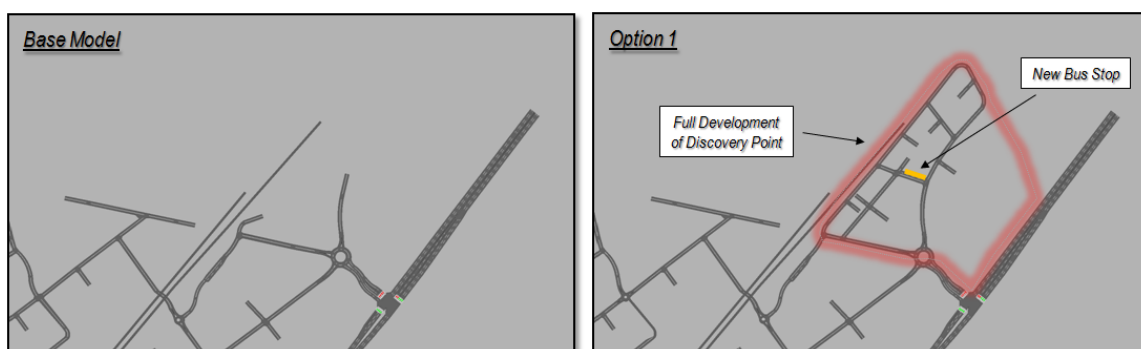 Base Model
Option 1
New Bus Stop
Full Development
of Discovery Point